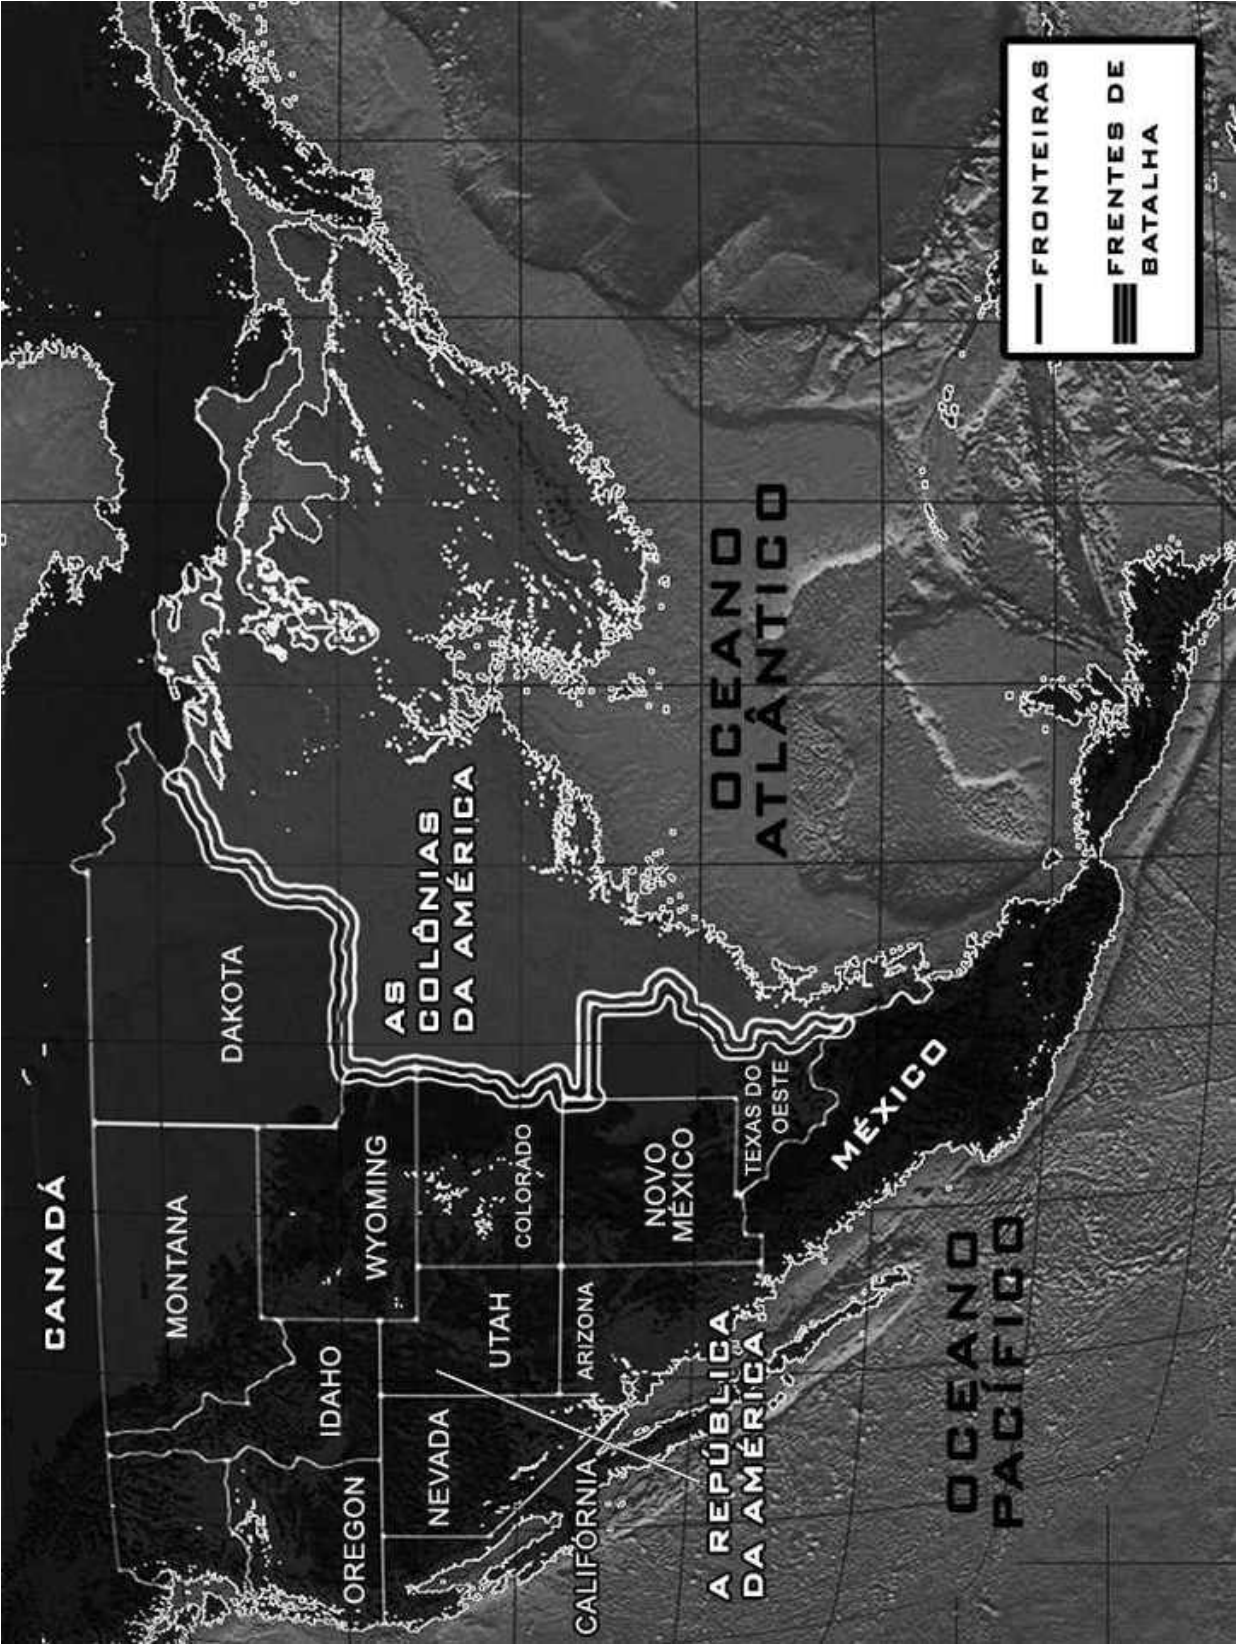 CANADÁ
MONTANA
DAKOTA
IDAHO
OREGON
WYOMING
NEVADA
UTAH
COLORADO
AS
COLÔNIAS
DA AMÉRICA
CALIFORNIA
ARIZONA
NOVO
MÉXICO
TEXAS DO
OESTE
A REPÚBLICA
DA AMÉRICA
MÉXICO
OCEANO
ATLÂNTICO
OCEANO
PACÍFICO
FRONTEIRAS
FRENTES DE
BATALHA